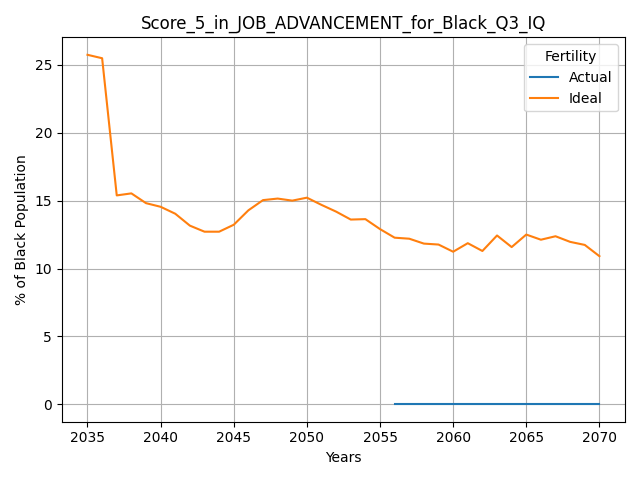 Score_5_in_JOB_ADVANCEMENT_for_Black_Q3_IQ
Fertility
Actual
Ideal
% of Black Population
25
20
15
10
5
0
2035 2040 2045 2050 2055 2060 2065 2070
Years